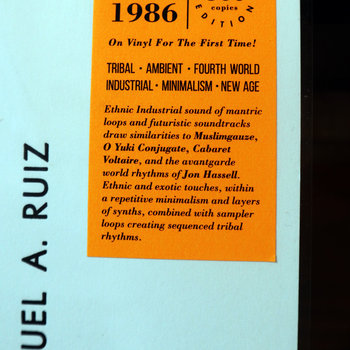 1986
copies
EDITION
On Vinyl For The First Time!
TRIBAL • AMBIENT • FOURTH WORLD
INDUSTRIAL • MINIMALISM • NEW AGE
Ethnic Industrial sound of mantric
loops and futuristic soundtracks
draw similarities to Muslimgauze,
O Yuki Conjugate, Cabaret
Voltaire, and the avantgarde
world rhythms of Jon Hassell.
Ethnic and exotic touches, within
a repetitive minimalism and layers
of synths, combined with sampler
loops creating sequenced tribal
rhythms.
UEL A. RUIZ